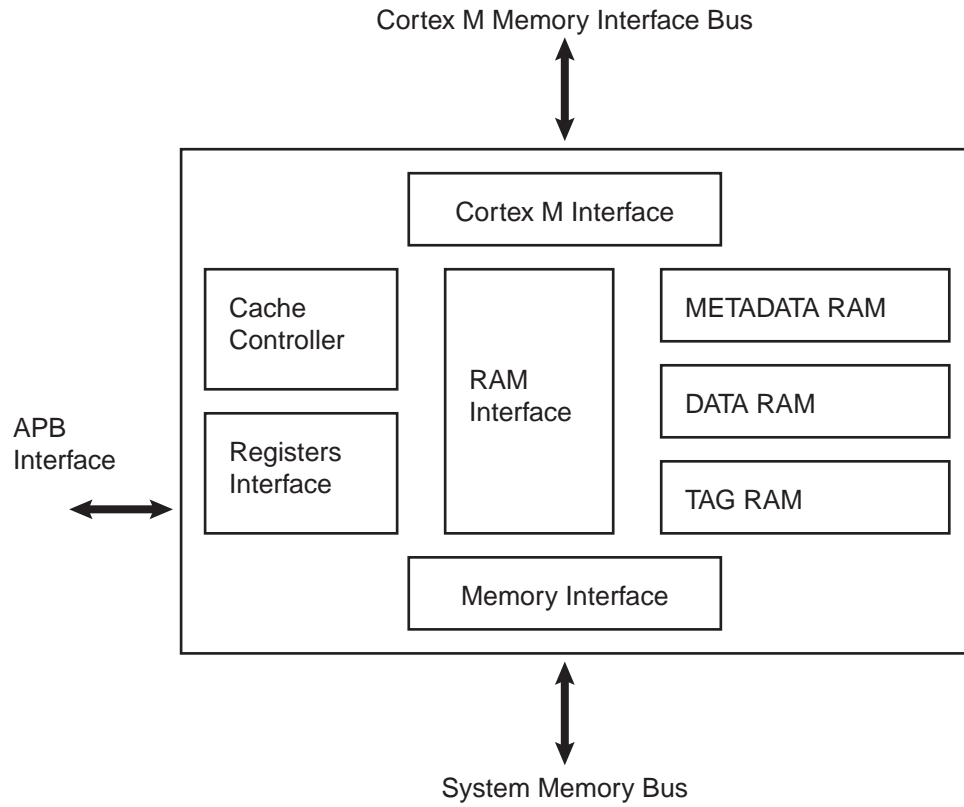 Cortex M Memory Interface Bus
Cortex M Interface
Cache
Controller
METADATA RAM
RAM
Interface
DATA RAM
APB
Interface
Registers
Interface
TAG RAM
Memory Interface
System Memory Bus